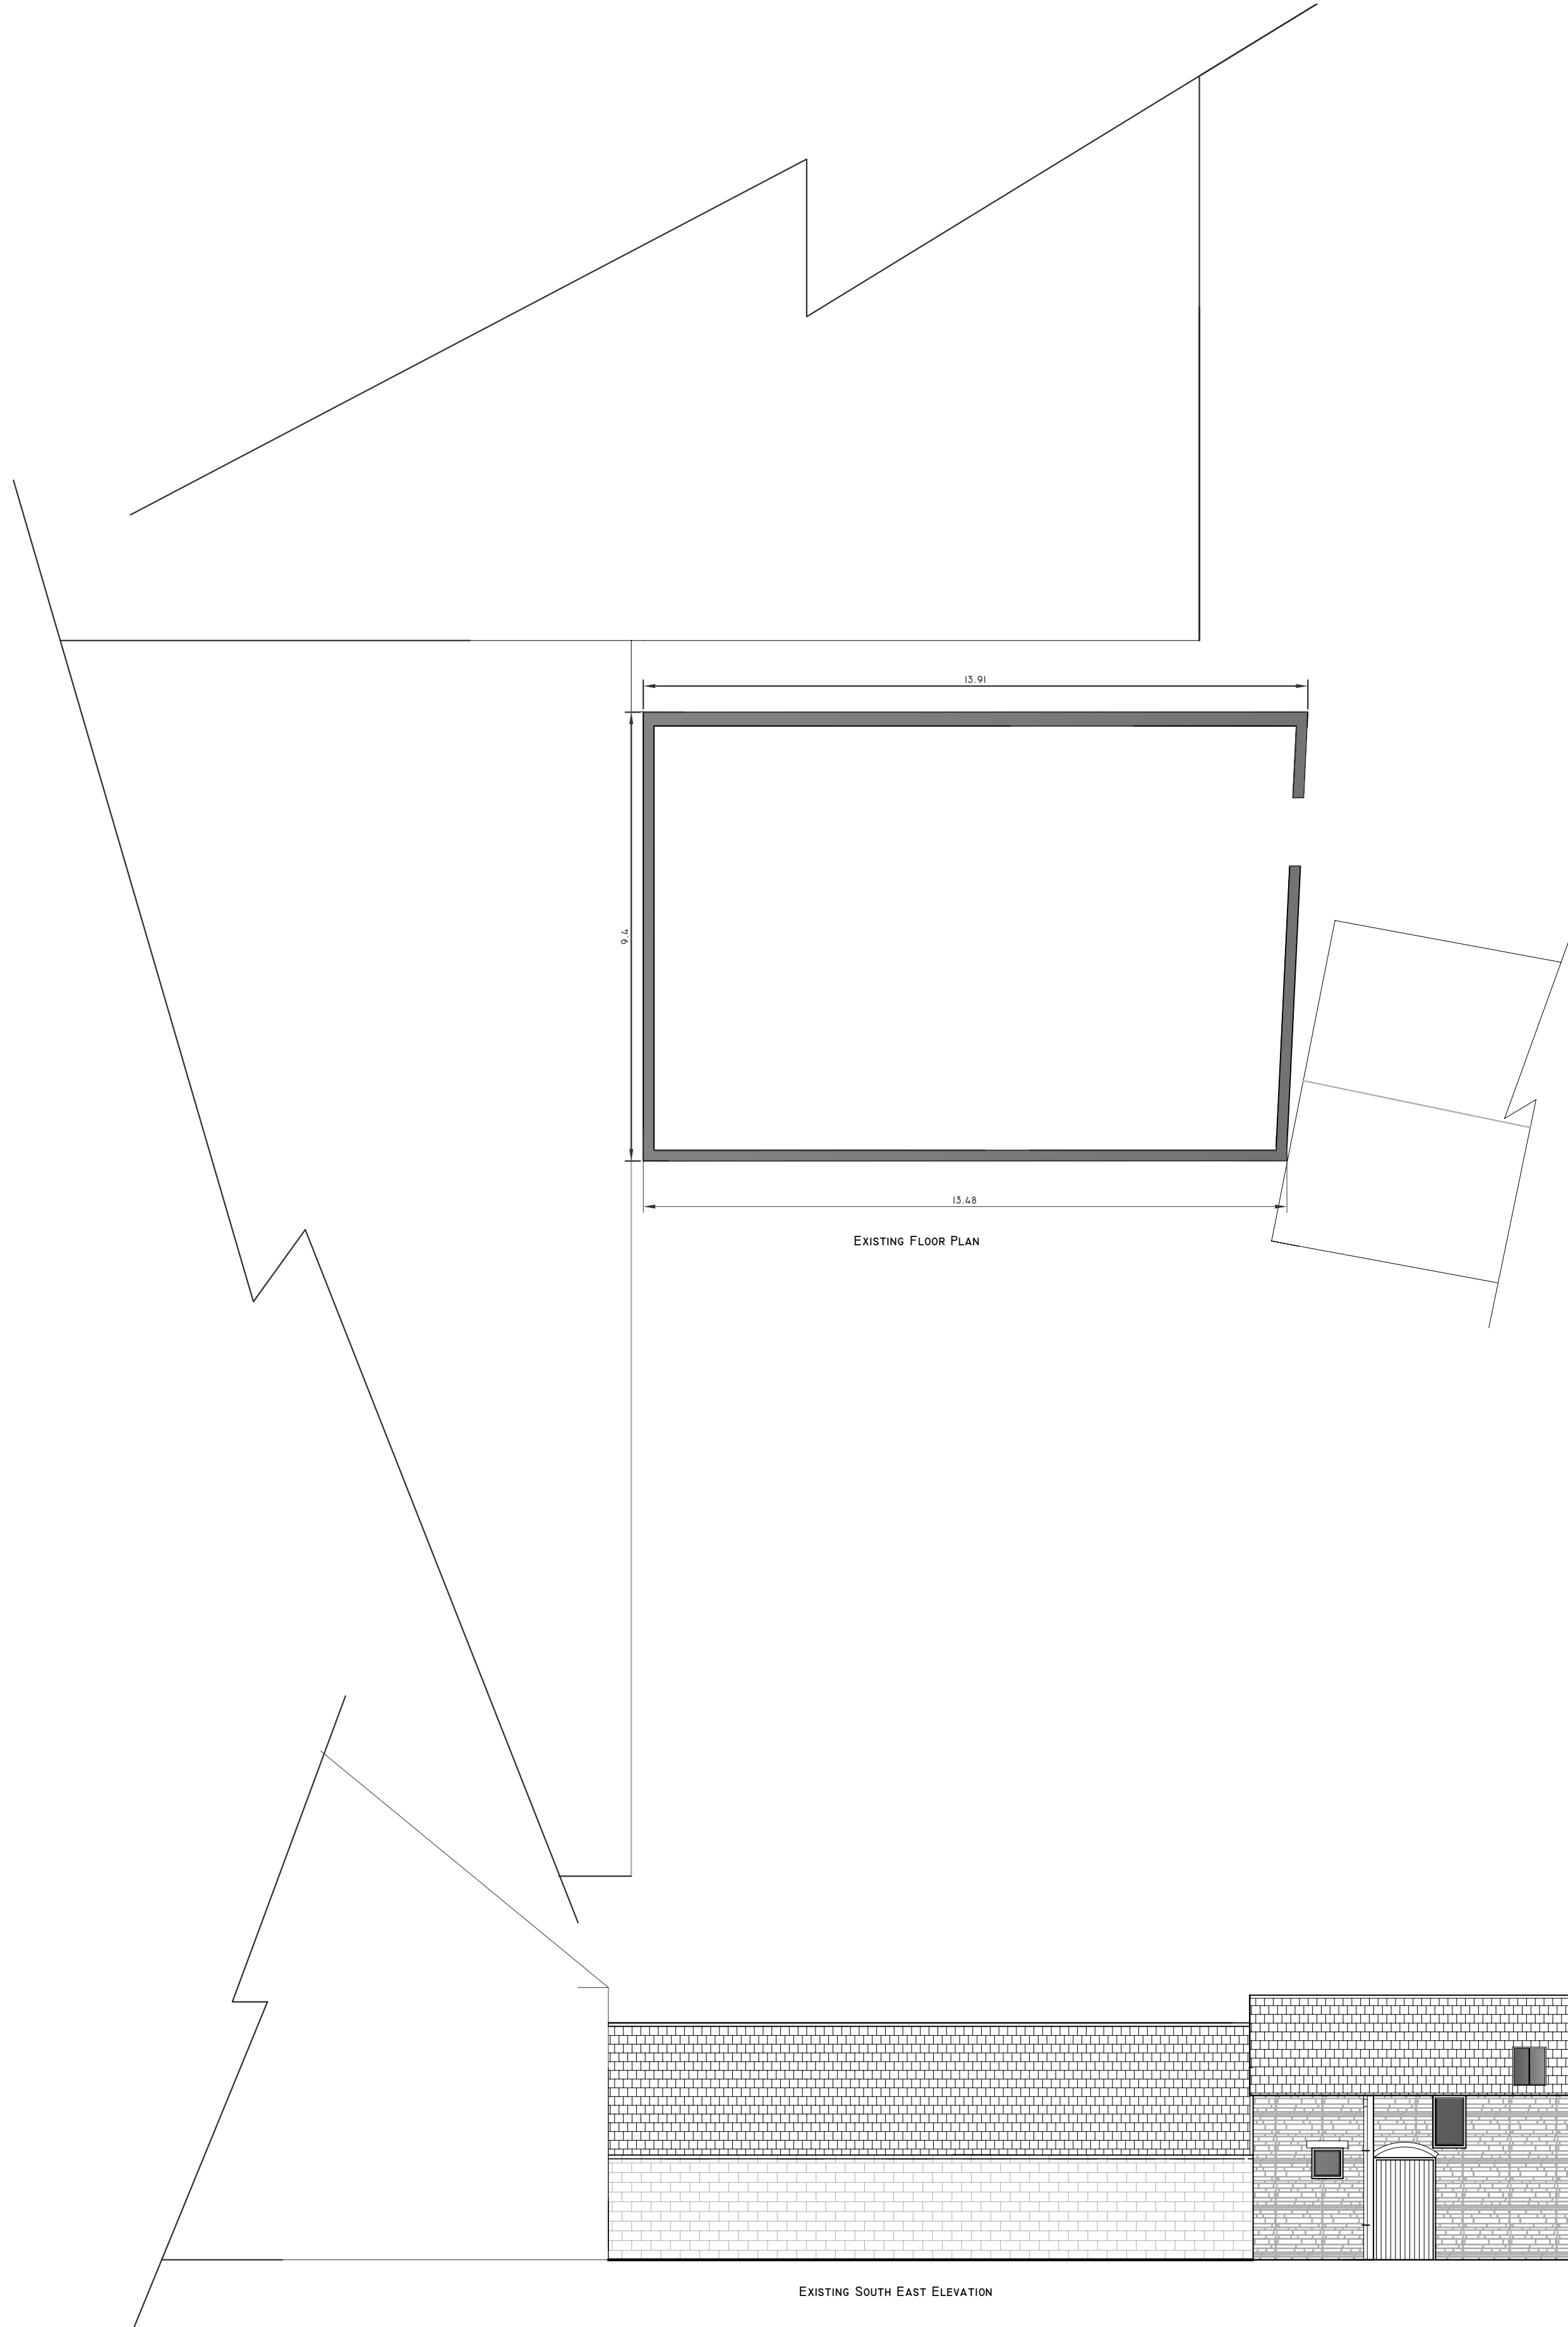 13.91
9.4
13.48
Existing Floor Plan
Existing South East Elevation